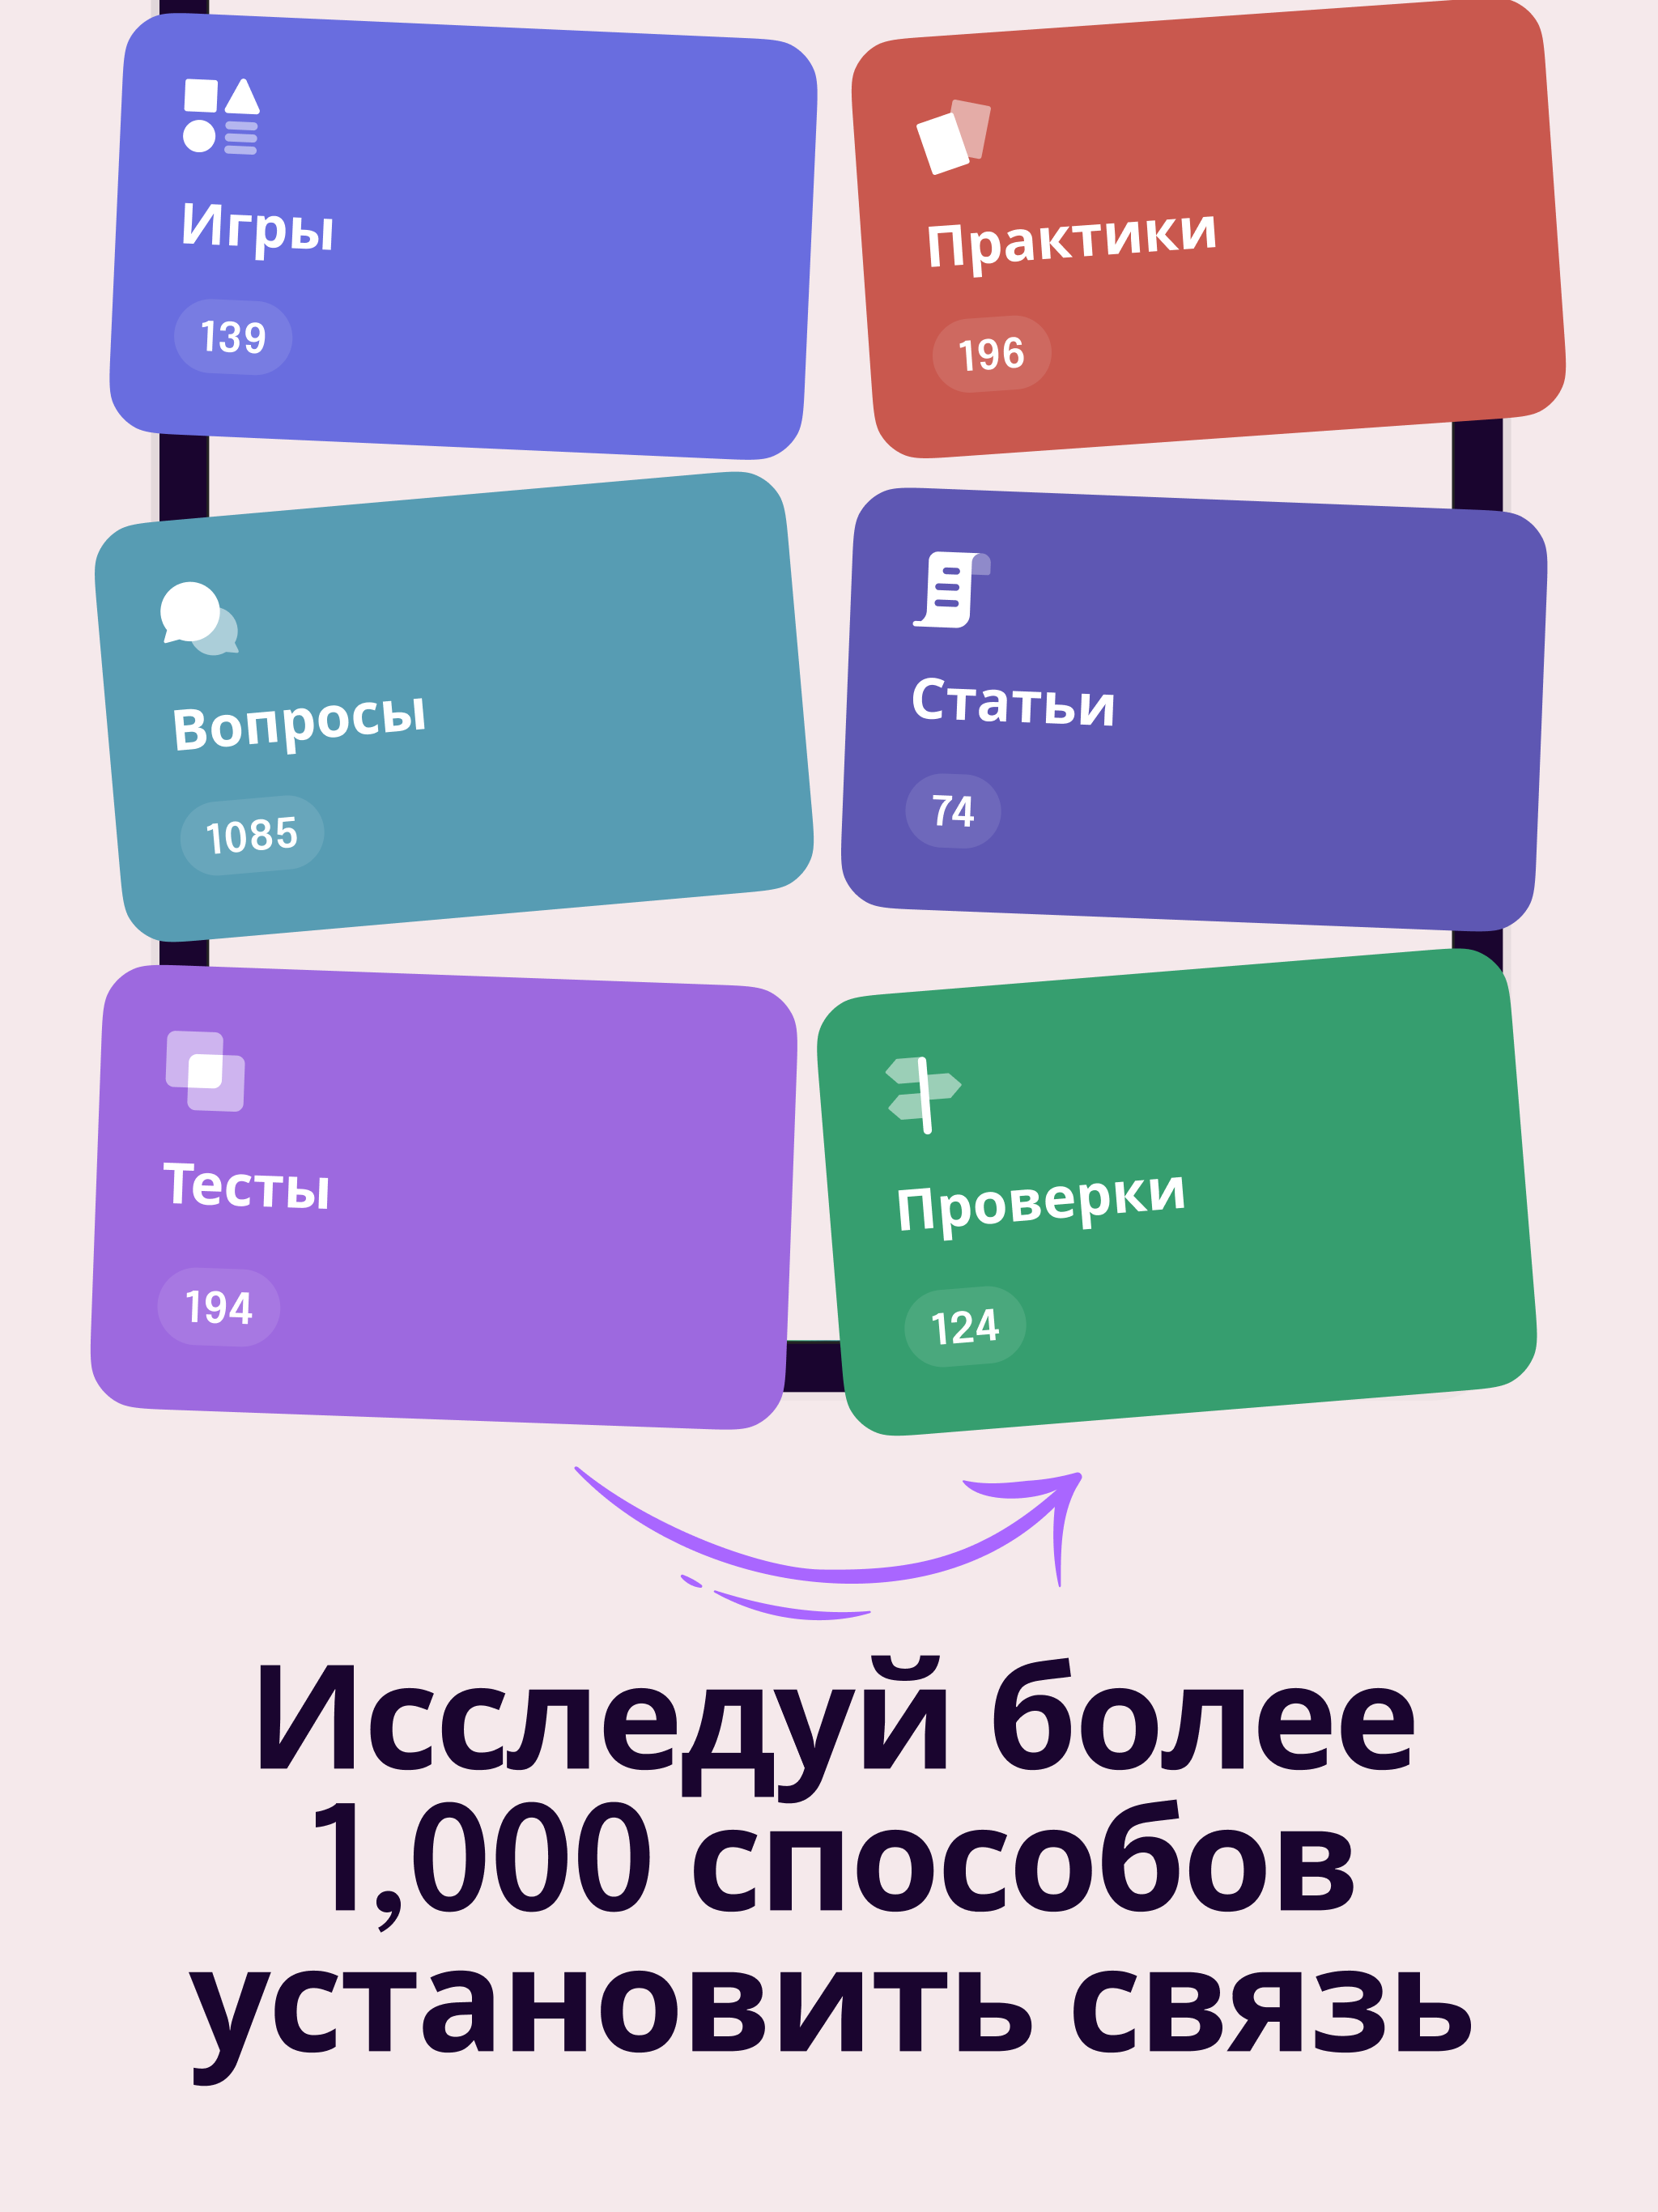 Игры
139
Практики
196
Вопросы
1085
Статьи
74
Тесты
194
Проверки
124
Исследуй более
1,000 способов
установить связь